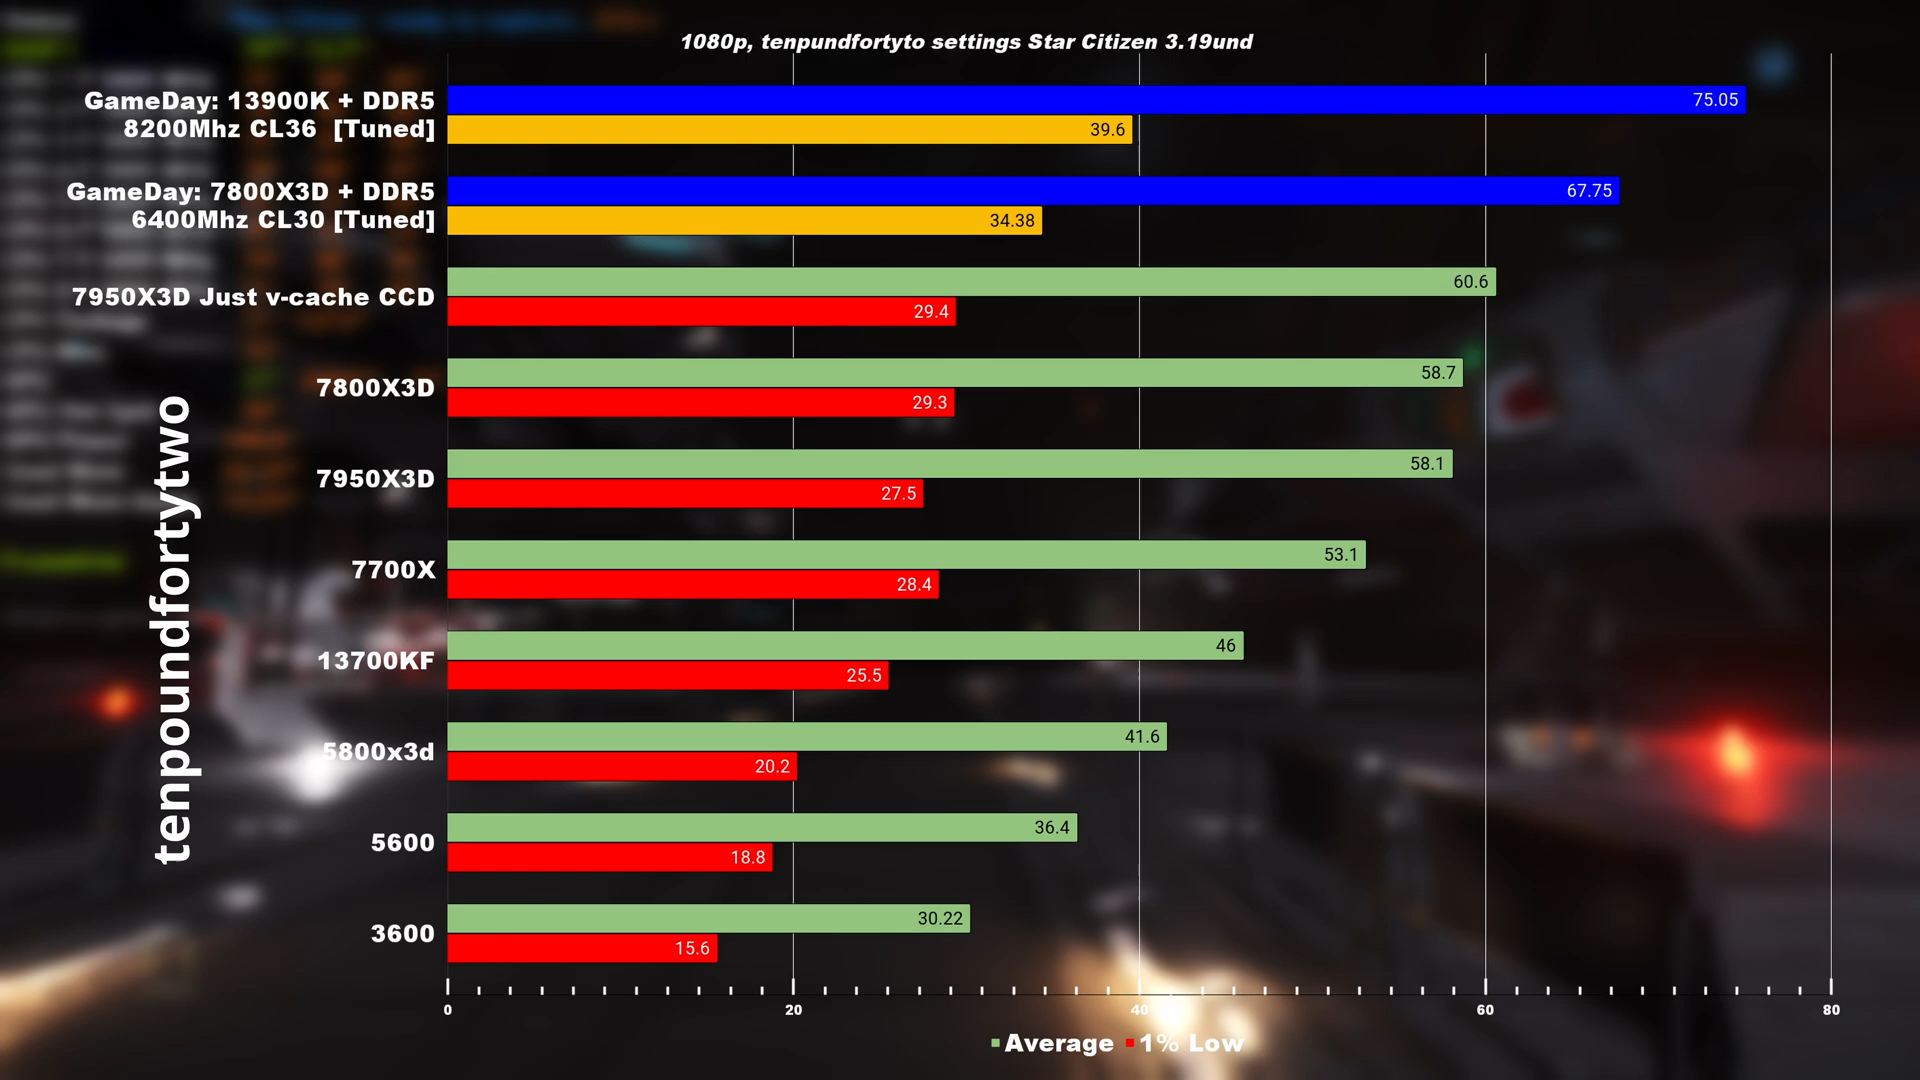 1080p, tenpundfortyto settings Star Citizen 3.19und
GameDay: 13900K + DDR5
8200Mhz CL36 [Tuned]
75.05
39.6
GameDay: 7800X3D + DDR5
6400Mhz CL30 [Tuned]
67.75
34.38
7950X3D Just v-cache CCD
60.6
29.4
7800X3D
58.7
29.3
7950X3D
58.1
27.5
7700X
53.1
28.4
13700KF
46
25.5
5800x3d
41.6
20.2
5600
36.4
18.8
3600
30.22
15.6
tenpoundfortytwo
0 20 40 60 80
Average 1% Low